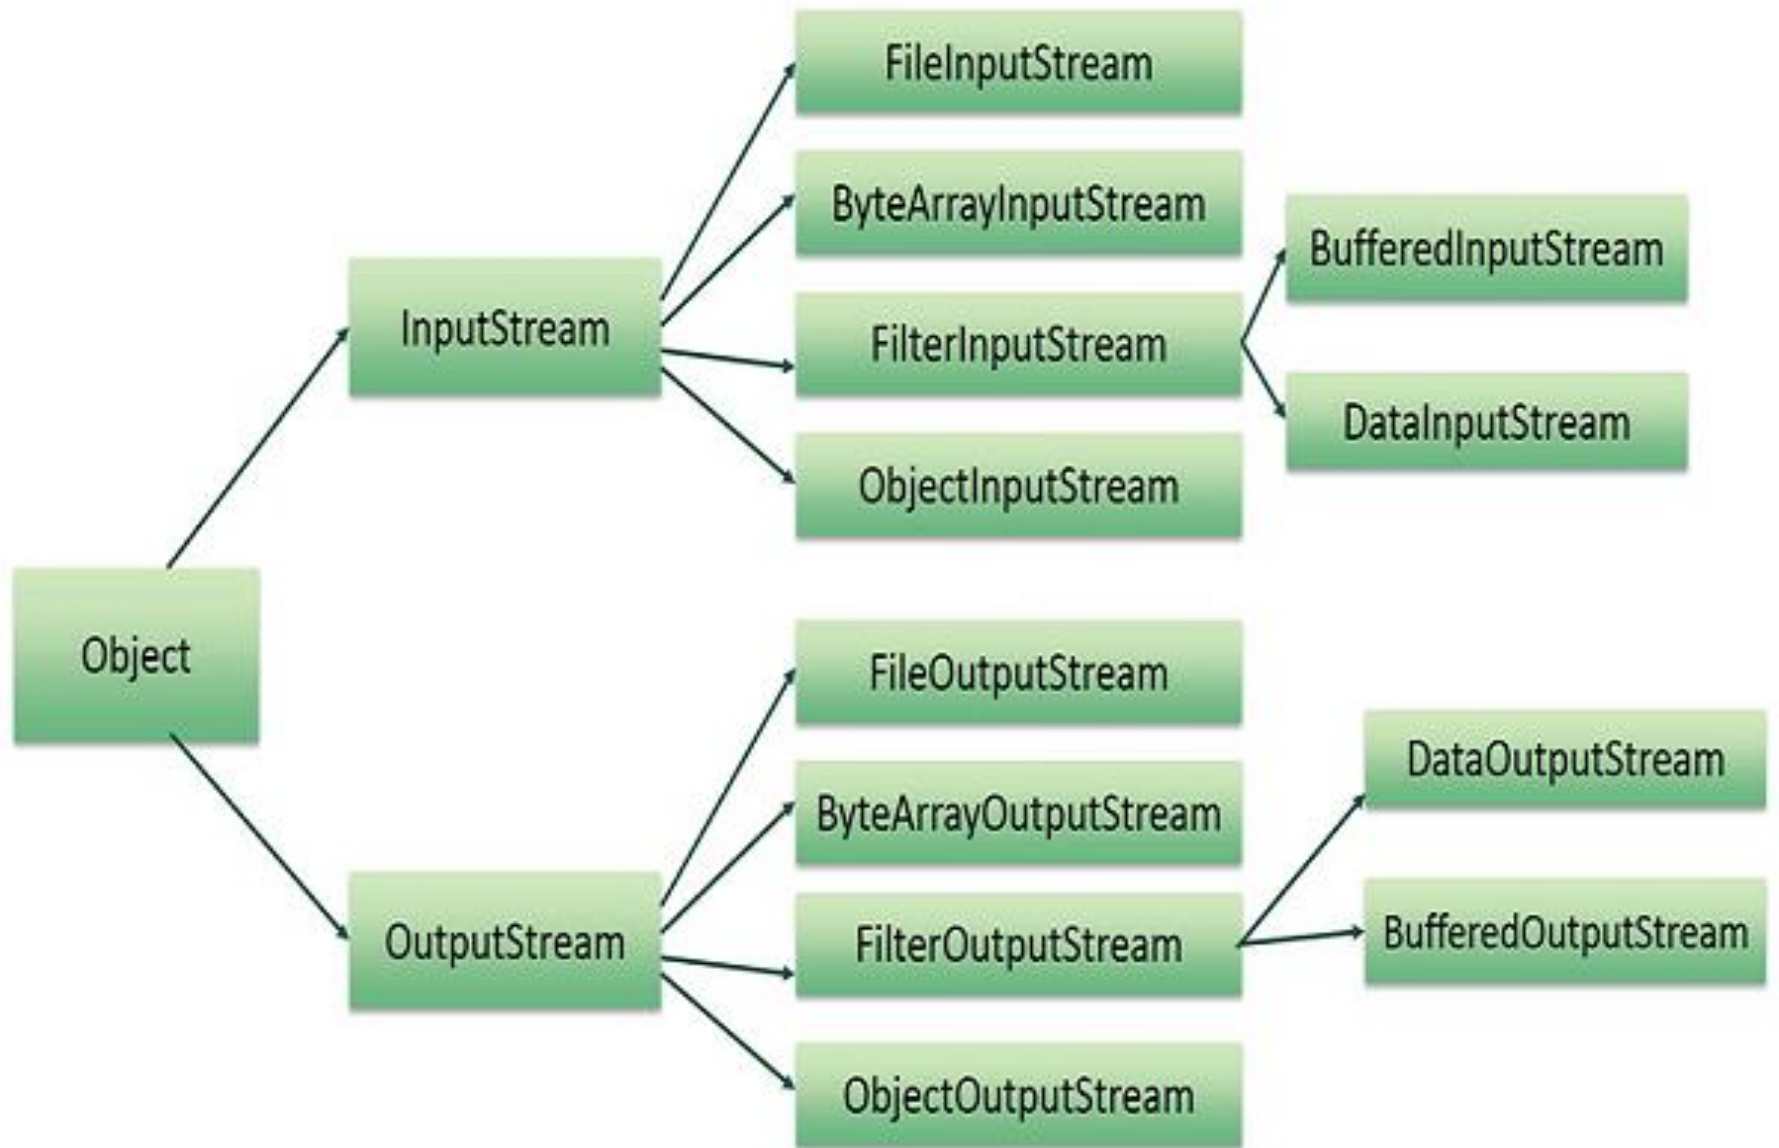 FileInputStream
ByteArrayInputStream
BufferedInputStream
InputStream
FilterInputStream
DataInputStream
ObjectInputStream
Object
FileOutputStream
DataOutputStream
ByteArrayOutputStream
OutputStream
FilterOutputStream
BufferedOutputStream
ObjectOutputStream